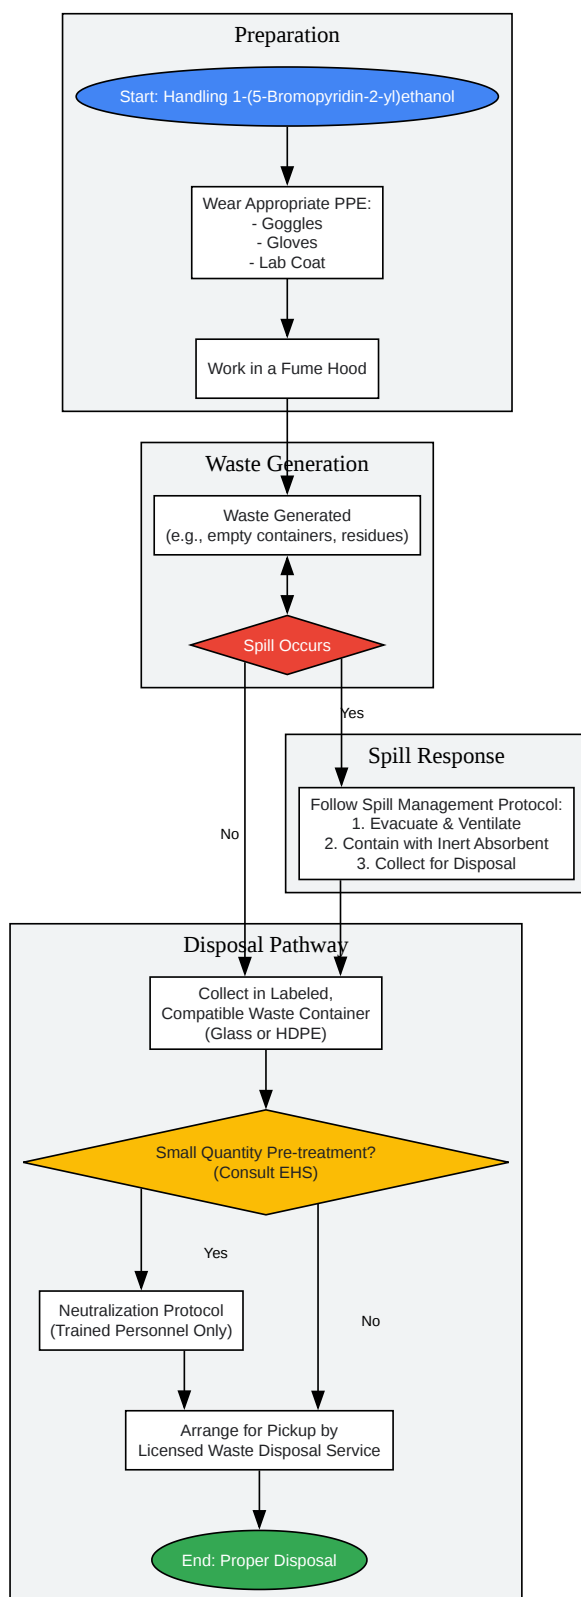 Preparation
Start: Handling 1-(5-Bromopyridin-2-yl)ethanol
Wear Appropriate PPE:
- Goggles
- Gloves
- Lab Coat
Work in a Fume Hood
Waste Generation
Waste Generated
(e.g., empty containers, residues)
Spill Occurs
Yes
Spill Response
Follow Spill Management Protocol:
1. Evacuate & Ventilate
2. Contain with Inert Absorbent
3. Collect for Disposal
No
Disposal Pathway
Collect in Labeled,
Compatible Waste Container
(Glass or HDPE)
Small Quantity Pre-treatment?
(Consult EHS)
Yes
Neutralization Protocol
(Trained Personnel Only)
No
Arrange for Pickup by
Licensed Waste Disposal Service
End: Proper Disposal